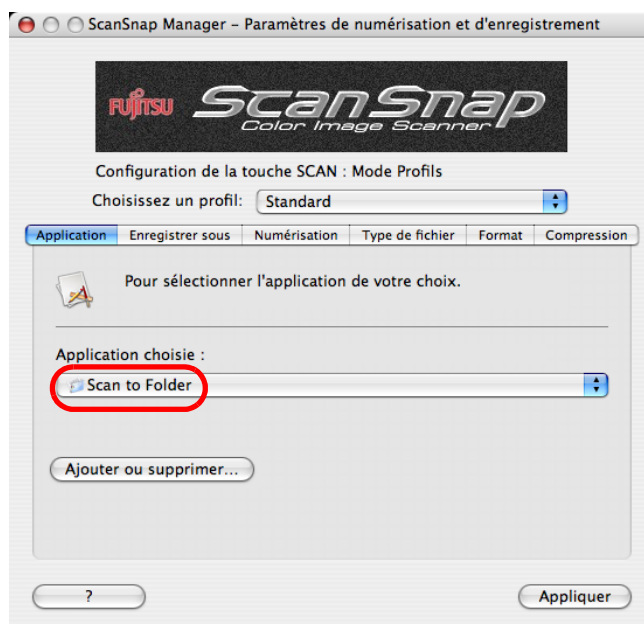 ScanSnap Manager – Paramètres de numérisation et d'enregistrement
FUJITSU ScanSnap
Color Image Scanner
Configuration de la touche SCAN : Mode Profils
Choisissez un profil: Standard
Application Enregistrer sous Numérisation Type de fichier Format Compression
Pour sélectionner l'application de votre choix.
Application choisie :
Scan to Folder
Ajouter ou supprimer...
? Appliquer